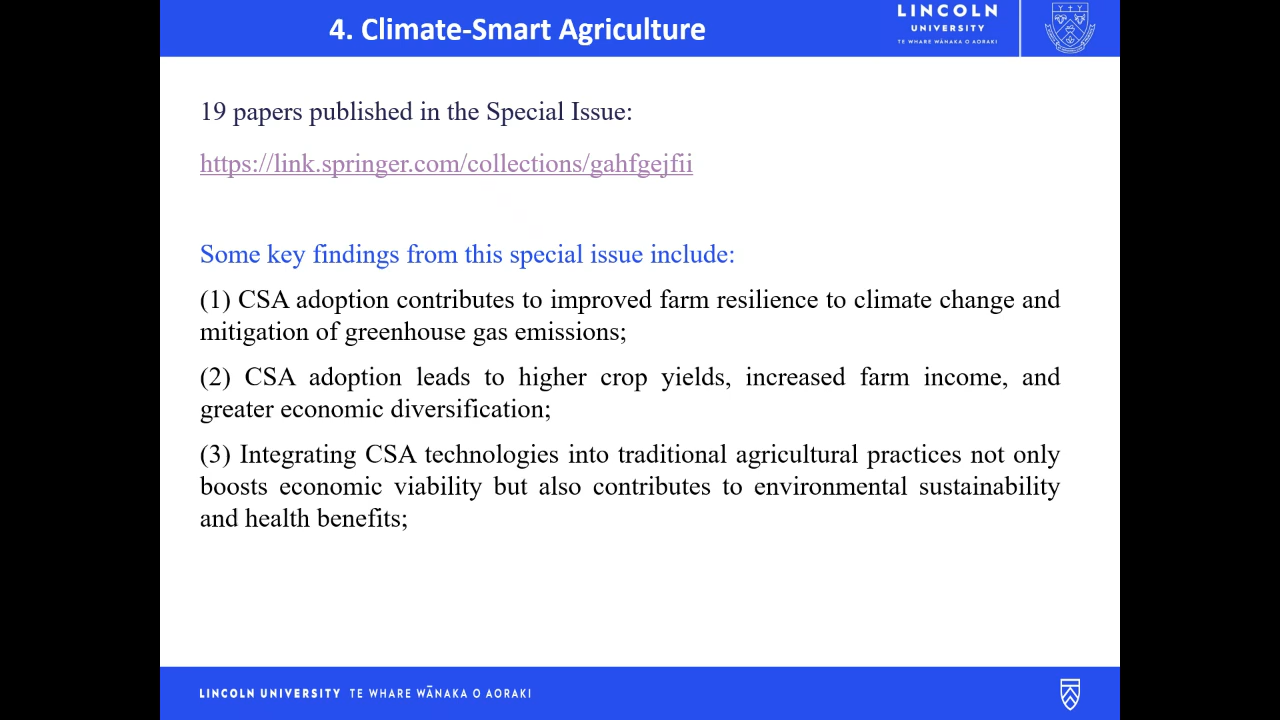 4. Climate-Smart Agriculture
LINCOLN
UNIVERSITY
TE WHARE WĀNAKA O AORAKI
19 papers published in the Special Issue:
https://link.springer.com/collections/gahfgejfii
Some key findings from this special issue include:
(1) CSA adoption contributes to improved farm resilience to climate change and
mitigation of greenhouse gas emissions;
(2) CSA adoption leads to higher crop yields, increased farm income, and
greater economic diversification;
(3) Integrating CSA technologies into traditional agricultural practices not only
boosts economic viability but also contributes to environmental sustainability
and health benefits;
LINCOLN UNIVERSITY TE WHARE WĀNAKA O AORAKI